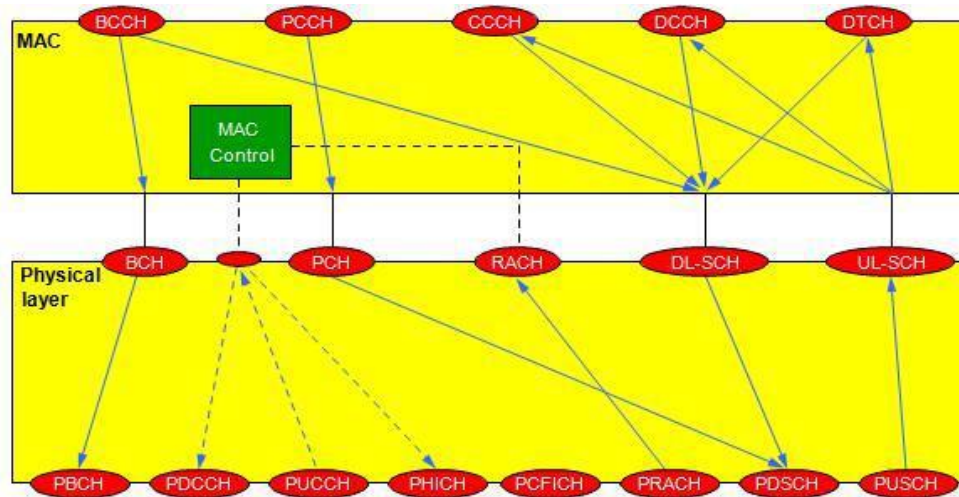 BCCH
PCCH
CCCH
DCCH
DTCH
MAC
MAC
Control
BCH
PCH
RACH
DL-SCH
UL-SCH
Physical
layer
PBCH
PDCCH
PUCCH
PHICH
PCFICH
PRACH
PDSCH
PUSCH